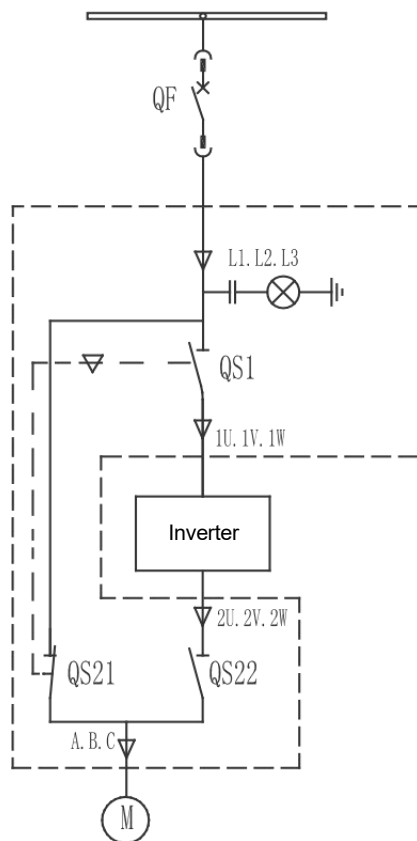 QF
L1.L2.L3
QS1
1U.1V.1W
Inverter
2U.2V.2W
QS21
QS22
A.B.C
M